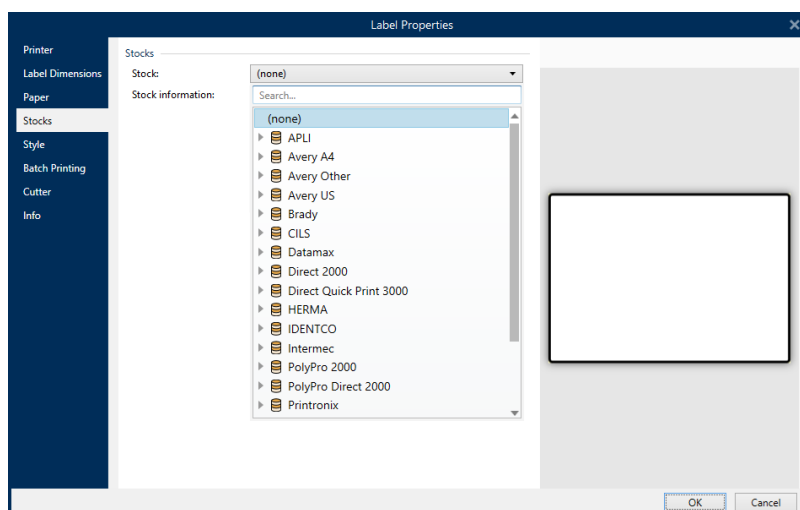 Label Properties
Printer
Label Dimensions
Paper
Stocks
Style
Batch Printing
Cutter
Info
Stocks
Stock: (none)
Stock information: Search...
(none)
APLI
Avery A4
Avery Other
Avery US
Brady
CILS
Datamax
Direct 2000
Direct Quick Print 3000
HERMA
IDENTCO
Intermec
PolyPro 2000
PolyPro Direct 2000
Printronix
OK Cancel